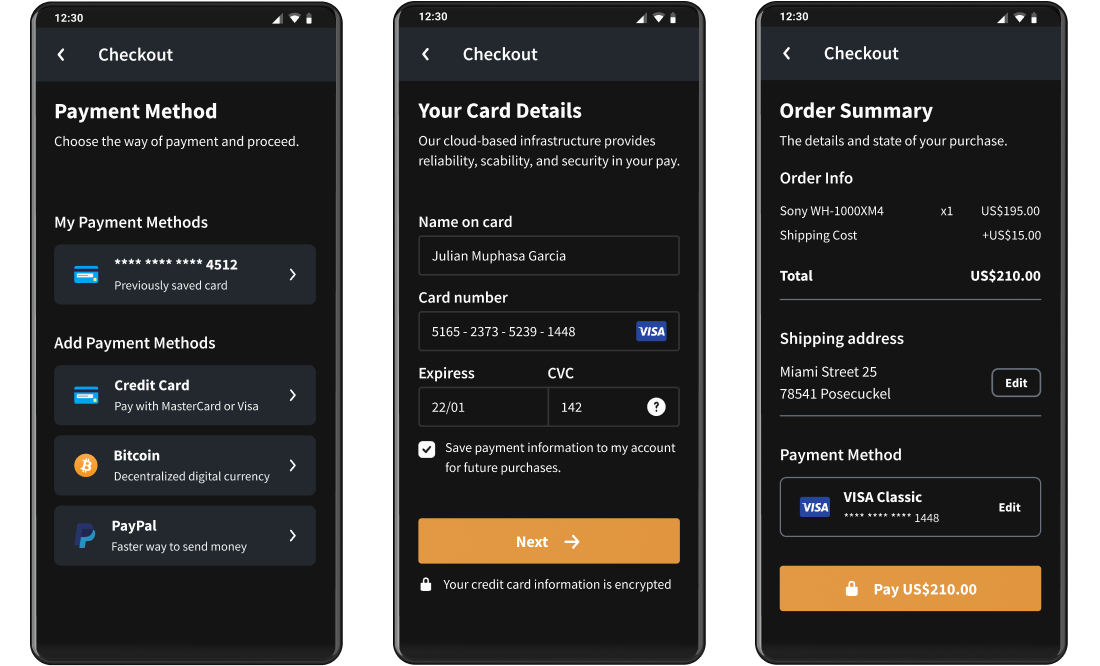 12:30
Checkout
Payment Method
Choose the way of payment and proceed.
My Payment Methods
**** **** **** 4512
Previously saved card
Add Payment Methods
Credit Card
Pay with MasterCard or Visa
Bitcoin
Decentralized digital currency
PayPal
Faster way to send money
12:30
Checkout
Your Card Details
Our cloud-based infrastructure provides
reliability, scability, and security in your pay.
Name on card
Julian Muphasa Garcia
Card number
5165 - 2373 - 5239 - 1448 VISA
Expiress CVC
22/01 142 ?
Save payment information to my account
for future purchases.
Next
Your credit card information is encrypted
12:30
Checkout
Order Summary
The details and state of your purchase.
Order Info
Sony WH-1000XM4 x1 US$195.00
Shipping Cost +US$15.00
Total US$210.00
Shipping address
Miami Street 25
78541 Posecuckel
Edit
Payment Method
VISA VISA Classic
**** **** **** 1448
Edit
Pay US$210.00